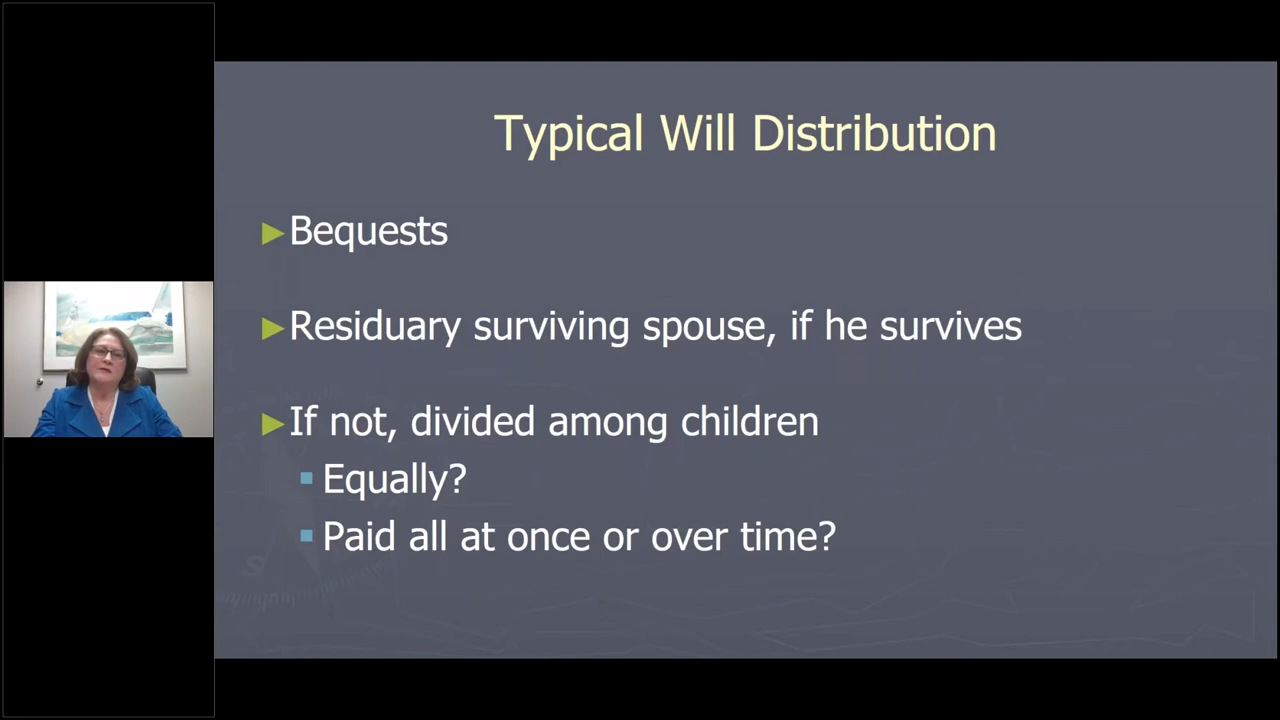 Typical Will Distribution
►Bequests
►Residuary surviving spouse, if he survives
►If not, divided among children
▪Equally?
▪Paid all at once or over time?